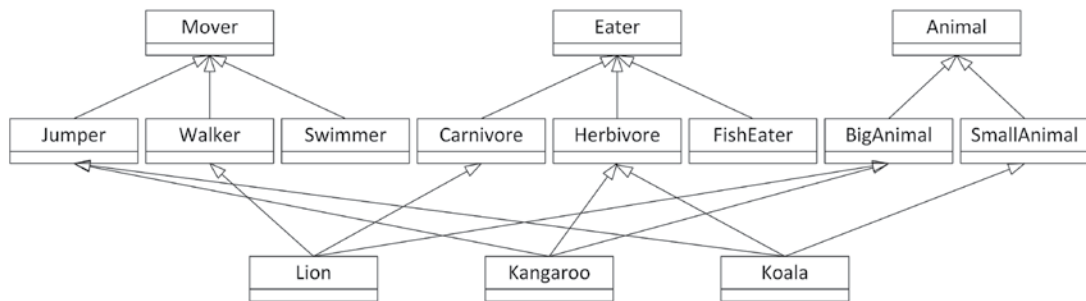 Mover
Eater
Animal
Jumper
Walker
Swimmer
Carnivore
Herbivore
FishEater
BigAnimal
SmallAnimal
Lion
Kangaroo
Koala